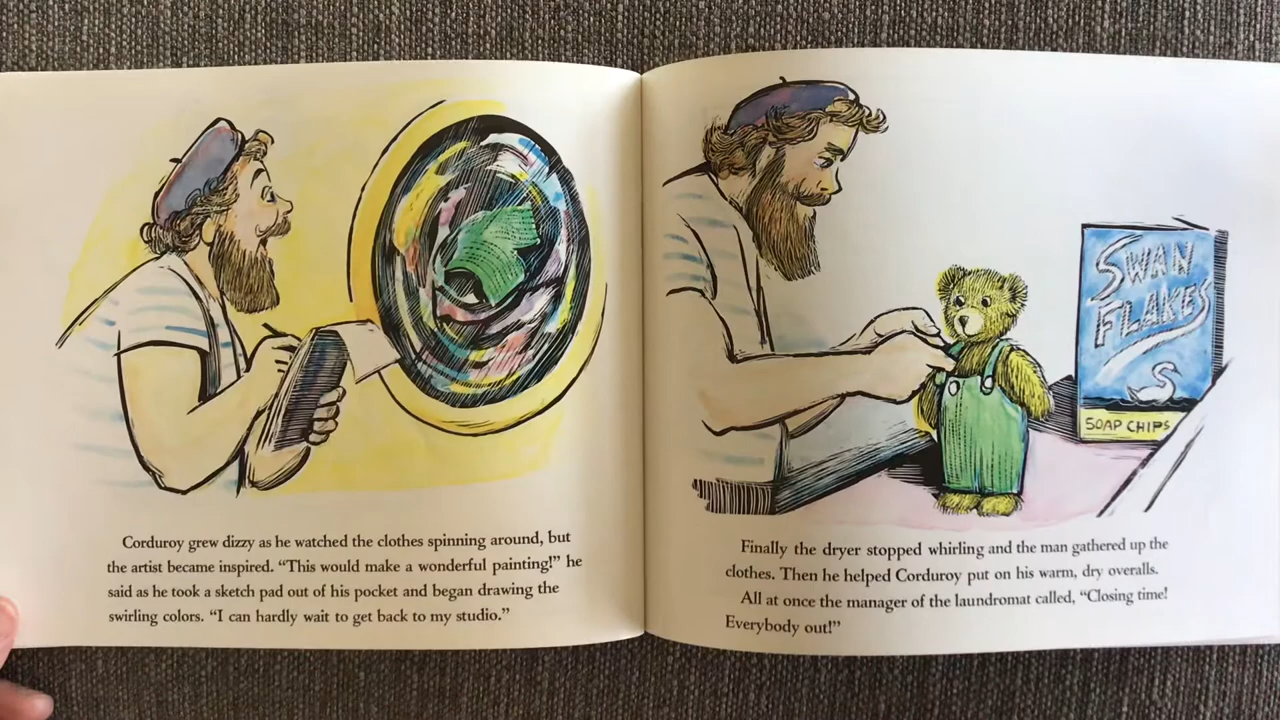 Corduroy grew dizzy as he watched the clothes spinning around, but
the artist became inspired. “This would make a wonderful painting!” he
said as he took a sketch pad out of his pocket and began drawing the
swirling colors. “I can hardly wait to get back to my studio.”
SWAN
FLAKES
SOAP CHIPS
Finally the dryer stopped whirling and the man gathered up the
clothes. Then he helped Corduroy put on his warm, dry overalls.
All at once the manager of the laundromat called, “Closing time!
Everybody out!”